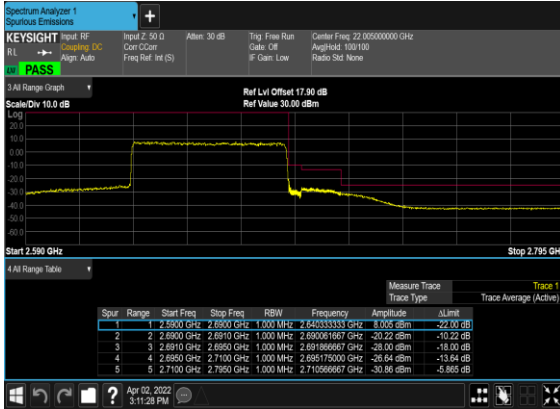 Spectrum Analyzer 1
Spurious Emissions
+
KEYSIGHT Input: RF Input Z: 50 Ω Atten: 30 dB Trig: Free Run Center Freq: 22.005000000 GHz
RL Coupling: DC Corr CCorr Gate: Off Avg|Hold: 100/100
Align: Auto Freq Ref: Int (S) IF Gain: Low Radio Std: None
PASS
3 All Range Graph Ref Lvl Offset 17.90 dB
Scale/Div 10.0 dB Ref Value 30.00 dBm
Log
20.0
10.0
0.00
-10.0
-20.0
-30.0
-40.0
-50.0
-60.0
Start 2.590 GHz Stop 2.795 GH
4 All Range Table
Measure Trace Trace 1
Trace Type Trace Average (Active)
Spur Range Start Freq Stop Freq RBW Frequency Amplitude ΔLimit
1 1 2.5900 GHz 2.6900 GHz 1.000 MHz 2.640333333 GHz 8.005 dBm -22.00 dB
2 2 2.6900 GHz 2.6910 GHz 1.000 MHz 2.690061667 GHz -20.22 dBm -10.22 dB
3 3 2.6910 GHz 2.6950 GHz 1.000 MHz 2.691866667 GHz -28.00 dBm -18.00 dB
4 4 2.6950 GHz 2.7100 GHz 1.000 MHz 2.695175000 GHz -26.64 dBm -13.64 dB
5 5 2.7100 GHz 2.7950 GHz 1.000 MHz 2.710566667 GHz -30.86 dBm -5.865 dB
? Apr 02, 2022
3:11:28 PM